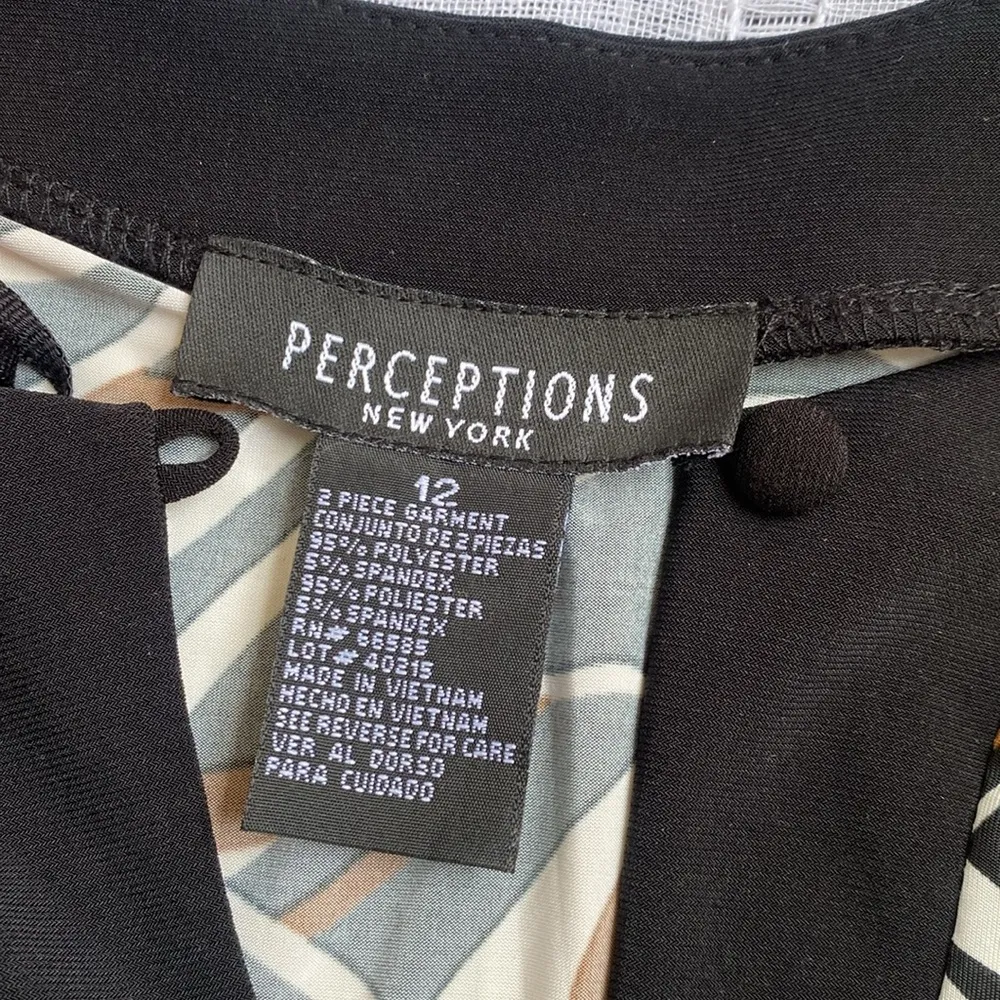 PERCEPTIONS
NEW YORK
12
2 PIECE GARMENT
CONJUNTO DE 2 PIEZAS
95% POLYESTER
5% SPANDEX
95% POLIESTER
5% SPANDEX
RN# 66585
LOT# 40215
MADE IN VIETNAM
HECHO EN VIETNAM
SEE REVERSE FOR CARE
VER AL DORSO
PARA CUIDADO